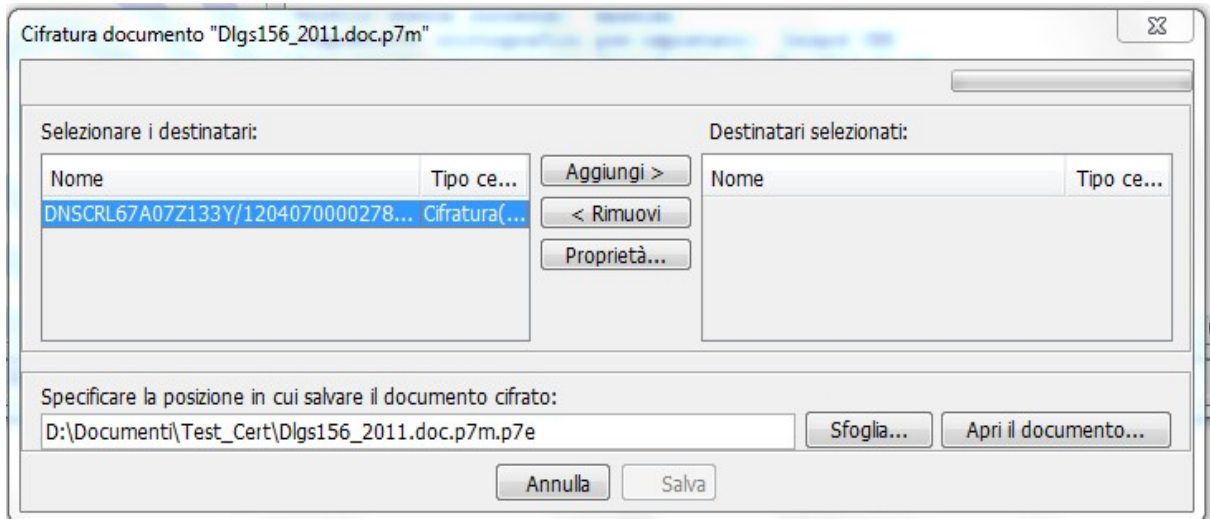 Cifratura documento "Dlgs156_2011.doc.p7m"
Selezionare i destinatari:
Destinatari selezionati:
Nome Tipo ce...
Aggiungi >
Nome Tipo ce...
DNSCRL67A07Z133Y/1204070000278... Cifratura(...
< Rimuovi
Proprietà...
Specificare la posizione in cui salvare il documento cifrato:
D:\Documenti\Test_Cert\Dlgs156_2011.doc.p7m.p7e
Sfoglia...
Apri il documento...
Annulla
Salva